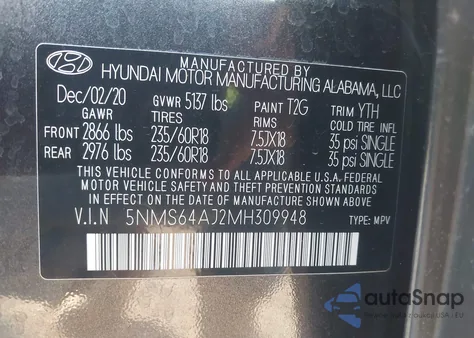 MANUFACTURED BY
HYUNDAI MOTOR MANUFACTURING ALABAMA, LLC
Dec/02/20 GVWR 5137 lbs PAINT T2G TRIM YTH
GAWR TIRES RIMS COLD TIRE INFL
FRONT 2866 lbs 235/60R18 7.5JX18 35 psi SINGLE
REAR 2976 lbs 235/60R18 7.5JX18 35 psi SINGLE
THIS VEHICLE CONFORMS TO ALL APPLICABLE U.S. FEDERAL
MOTOR VEHICLE SAFETY, BUMPER, AND THEFT PREVENTION STANDARDS
IN EFFECT ON THE DATE OF MANUFACTURE SHOWN ABOVE.
V.I.N 5NMS64AJ2MH309948 TYPE: MPV
autoSnap